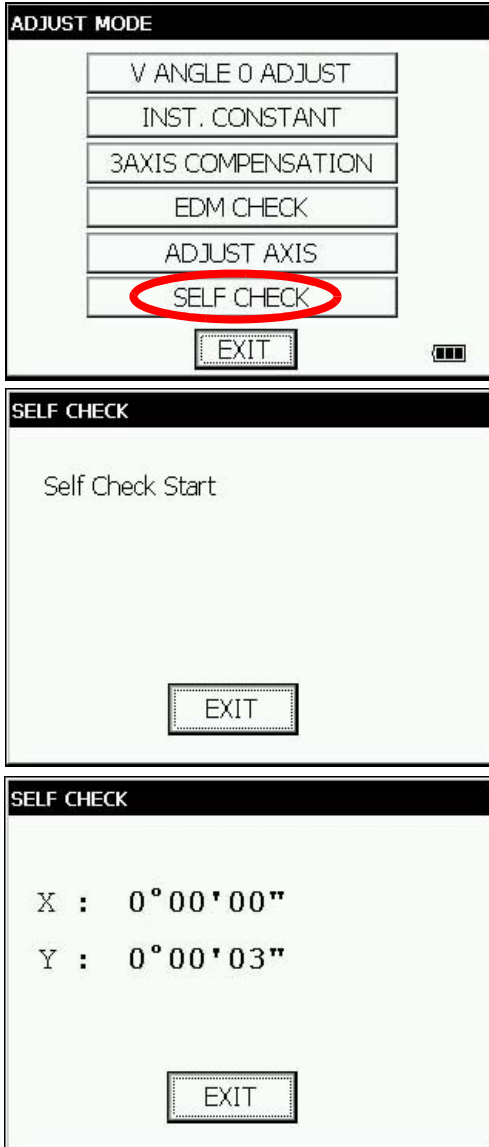 ADJUST MODE
V ANGLE 0 ADJUST
INST. CONSTANT
3AXIS COMPENSATION
EDM CHECK
ADJUST AXIS
SELF CHECK
EXIT
SELF CHECK
Self Check Start
EXIT
SELF CHECK
X : 0°00'00"
Y : 0°00'03"
EXIT